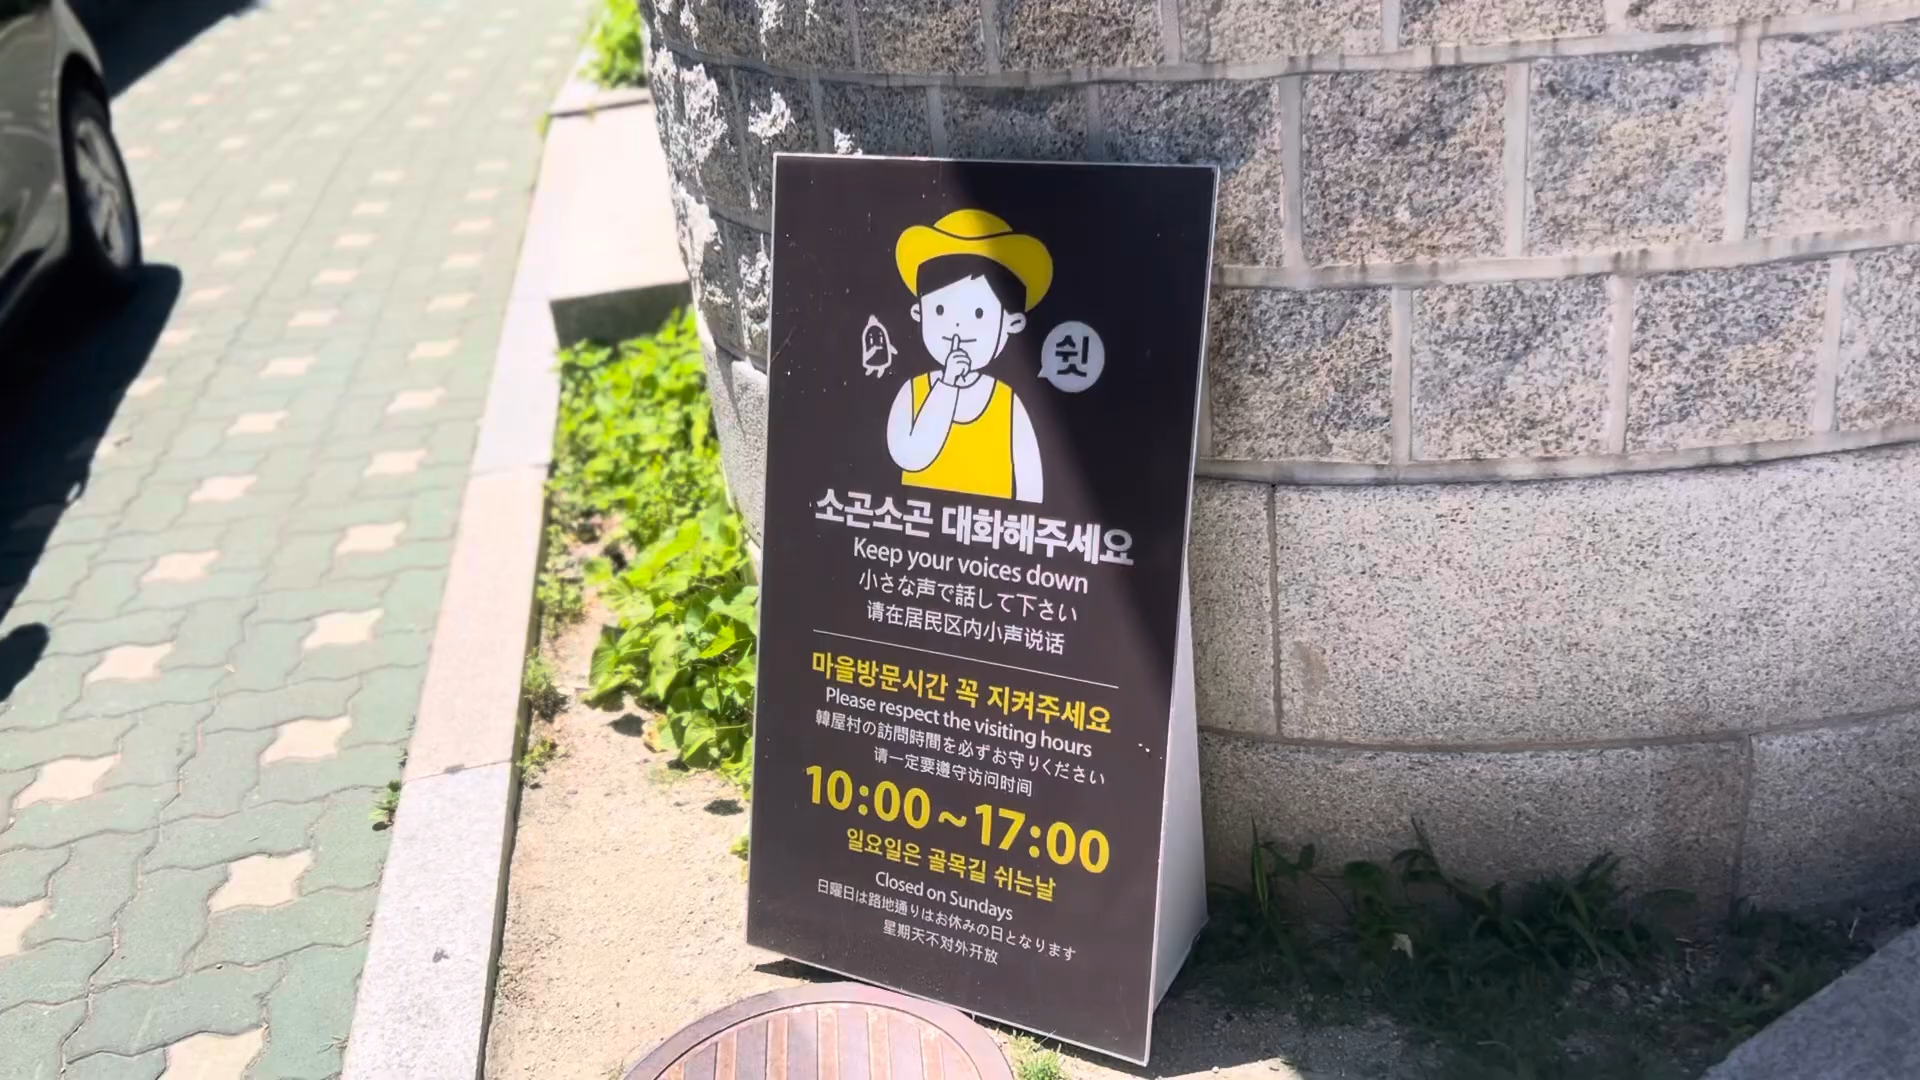 쉿
소곤소곤 대화해주세요
Keep your voices down
小さな声で話して下さい
请在居民区内小声说话
마을방문시간 꼭 지켜주세요
Please respect the visiting hours
韓屋村の訪問時間を必ずお守りください
请一定要遵守访问时间
10:00~17:00
일요일은 골목길 쉬는날
Closed on Sundays
日曜日は路地通りはお休みの日となります
星期天不对外开放